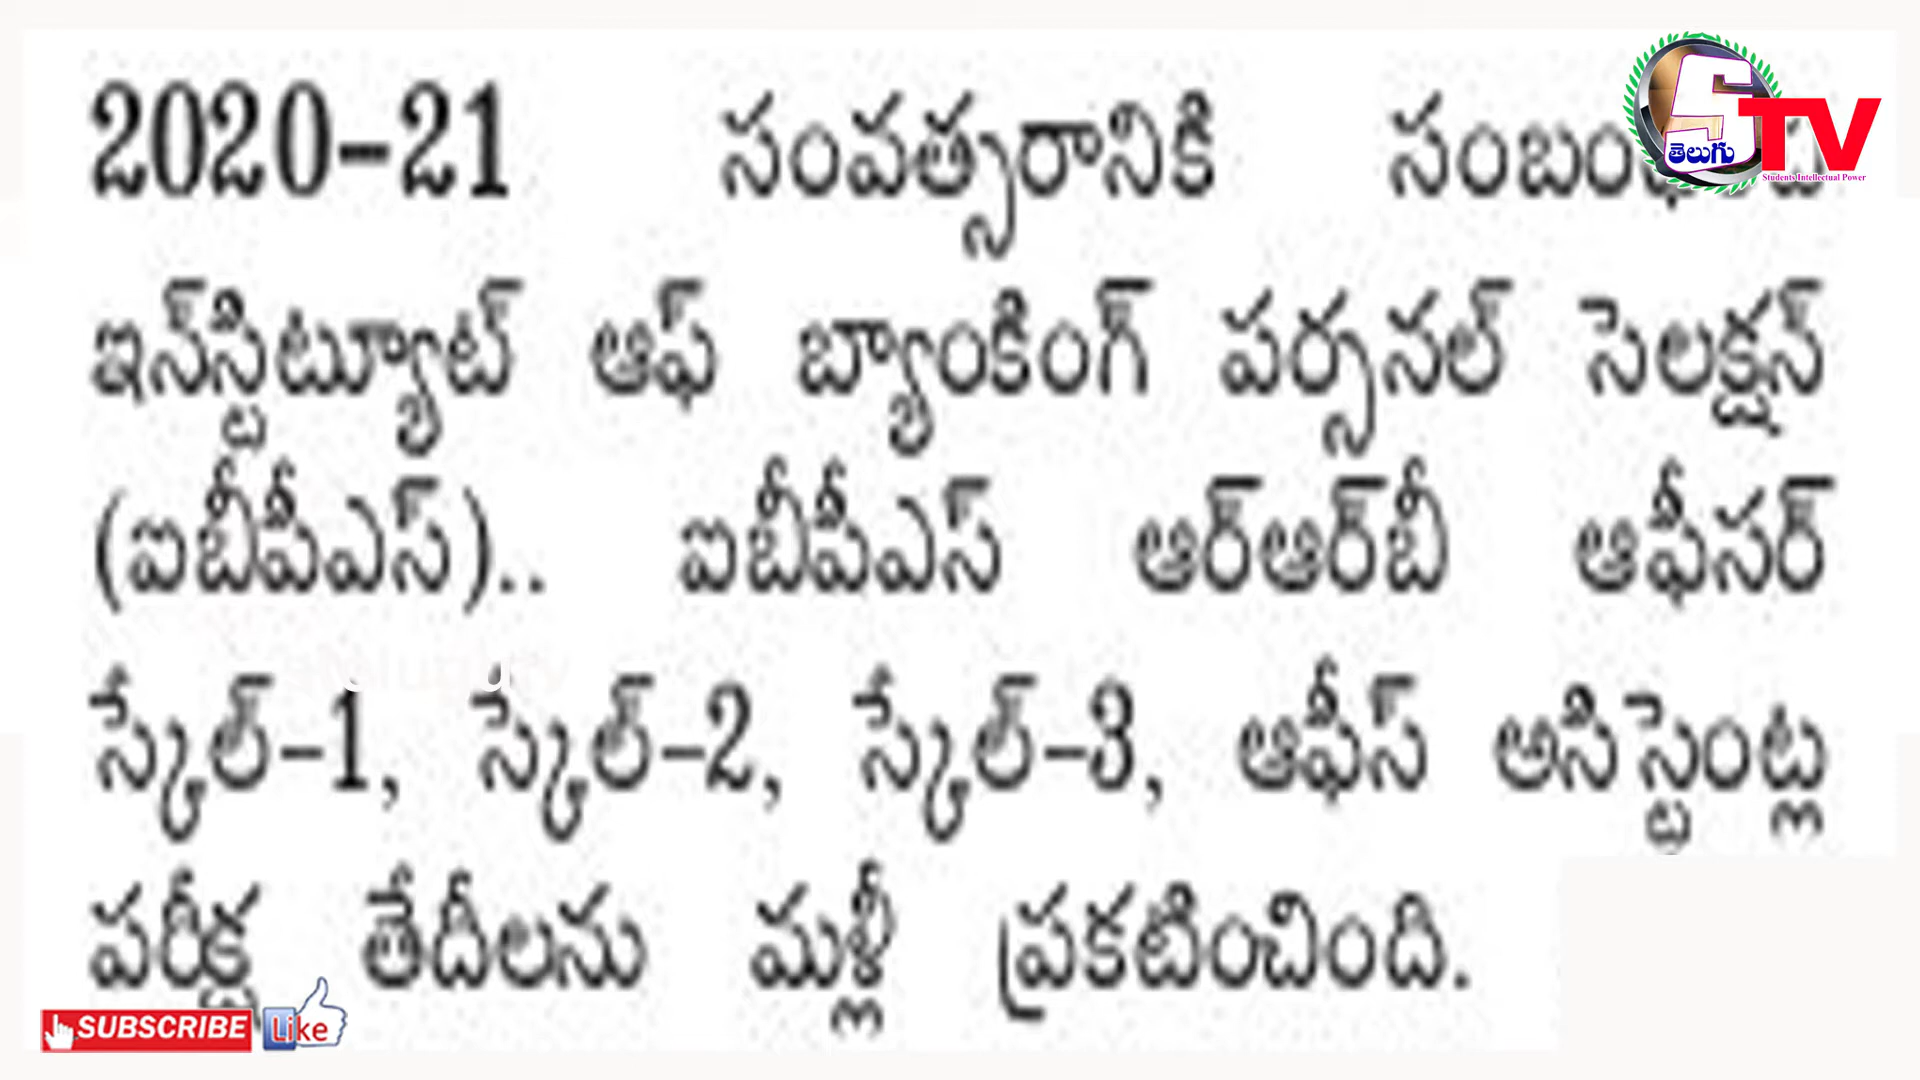 2020-21 సంవత్సరానికి
ఇన్‌స్టిట్యూట్ ఆఫ్ బ్యాంకింగ్ పర్సనల్ సెలక్షన్
(ఐబీపీఎస్).. ఐబీపీఎస్ ఆర్ఆర్‌బీ ఆఫీసర్
స్కేల్-1, స్కేల్-2, స్కేల్-3, ఆఫీస్ అసిస్టెంట్ల
పరీక్ష తేదీలను మళ్లీ ప్రకటించింది.
S TV
తెలుగు
Students Intellectual Power
SUBSCRIBE
Like